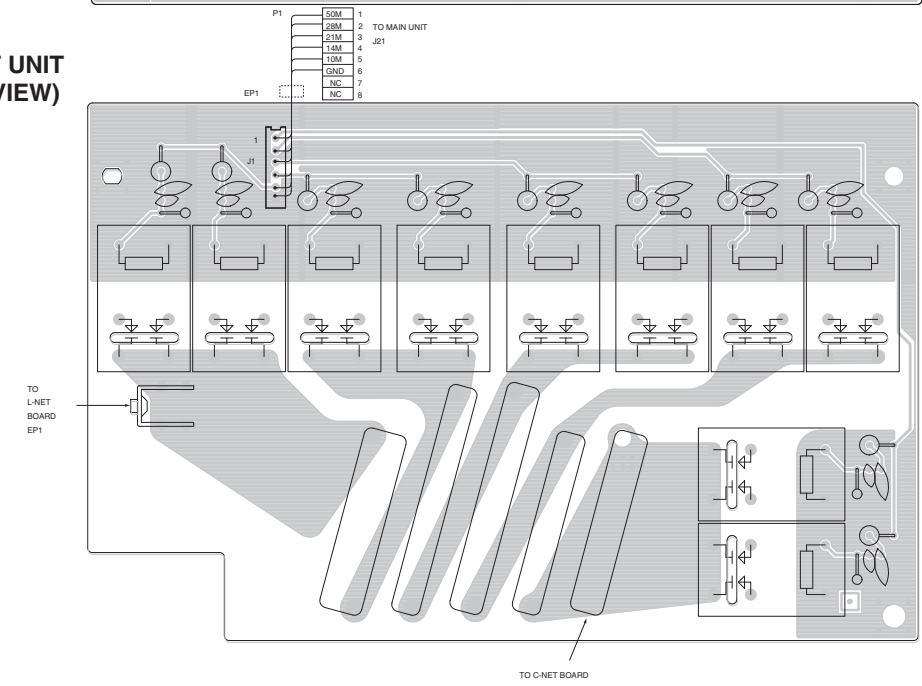 UNIT
VIEW)
P1
50M 1
28M 2
21M 3
14M 4
10M 5
GND 6
NC 7
NC 8
TO MAIN UNIT
J21
EP1
1
J1
TO
L-NET
BOARD
EP1
TO C-NET BOARD